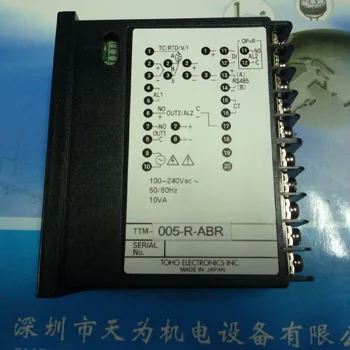 TC/RTD/V/I
OP×R
NO
AL2
C
DI
(A)
RS485
(B)
AL1
CT
NO
OUT2/AL2 C
NO
OUT1
C
100-240Vac ~
50/60Hz
10VA
TTM- 005-R-ABR
SERIAL
No.
TOHO ELECTRONICS INC.
MADE IN JAPAN
深圳市天为机电设备有限